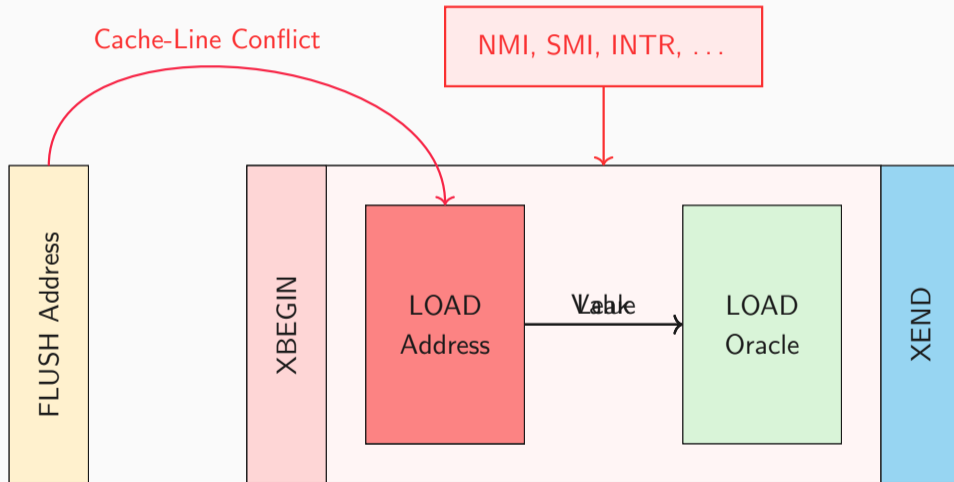 Cache-Line Conflict
NMI, SMI, INTR, ...
FLUSH Address
XBEGIN
LOAD
Address
LOAD
Oracle
XEND